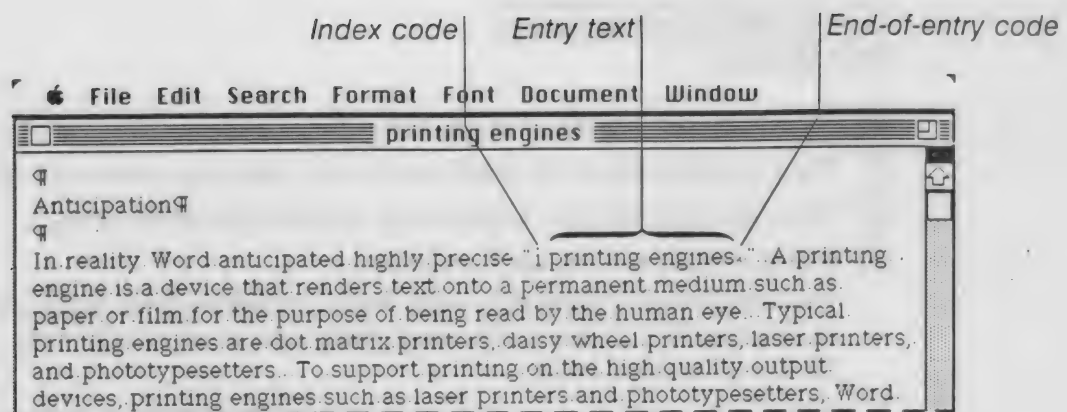 Index code Entry text End-of-entry code
File Edit Search Format Font Document Window
printing engines
¶
Anticipation¶
¶
In reality Word anticipated highly precise "i printing engines." A printing
engine is a device that renders text onto a permanent medium such as
paper or film for the purpose of being read by the human eye. Typical
printing engines are dot matrix printers, daisy wheel printers, laser printers,
and phototypesetters. To support printing on the high quality output
devices, printing engines such as laser printers and phototypesetters, Word